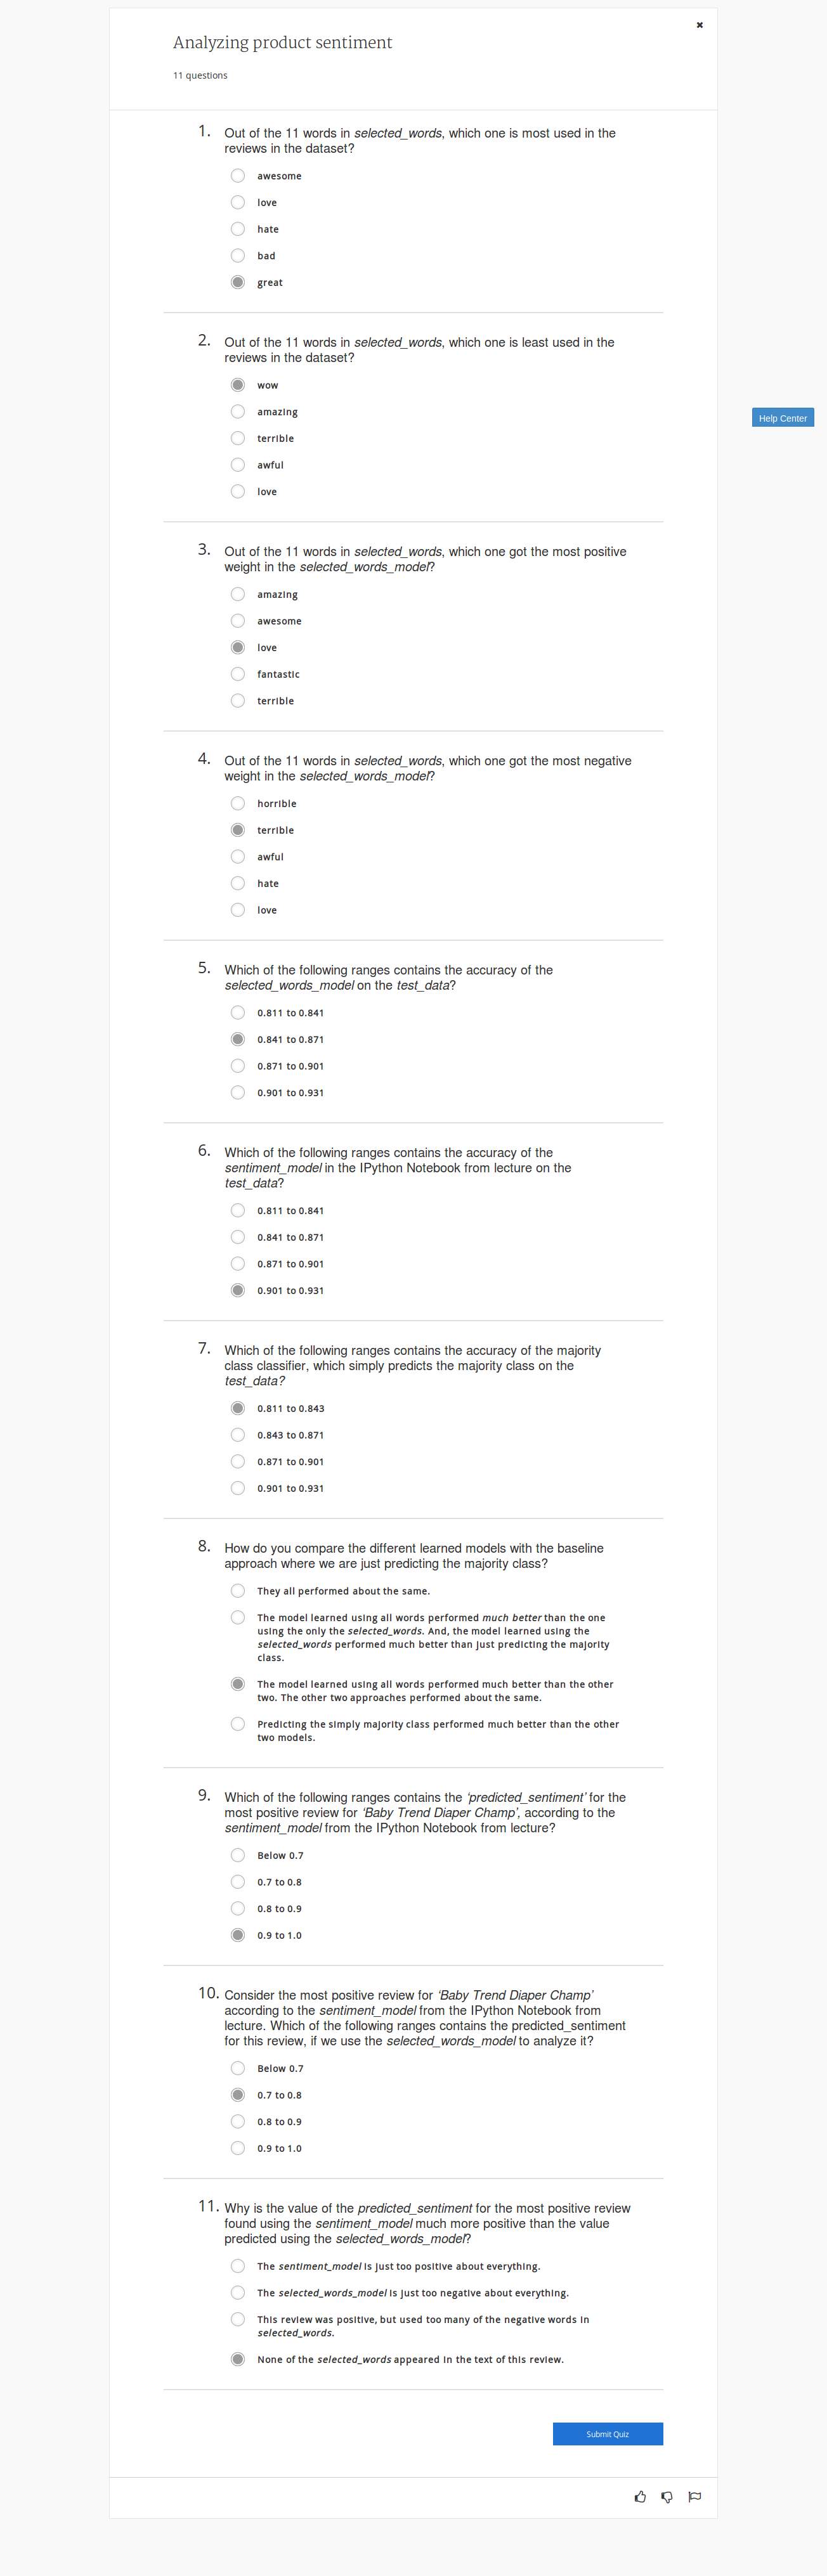 ✖
Analyzing product sentiment
11 questions
1. Out of the 11 words in selected_words, which one is most used in the
reviews in the dataset?
awesome
love
hate
bad
great
2. Out of the 11 words in selected_words, which one is least used in the
reviews in the dataset?
wow
amazing
terrible
awful
love
Help Center
3. Out of the 11 words in selected_words, which one got the most positive
weight in the selected_words_model?
amazing
awesome
love
fantastic
terrible
4. Out of the 11 words in selected_words, which one got the most negative
weight in the selected_words_model?
horrible
terrible
awful
hate
love
5. Which of the following ranges contains the accuracy of the
selected_words_model on the test_data?
0.811 to 0.841
0.841 to 0.871
0.871 to 0.901
0.901 to 0.931
6. Which of the following ranges contains the accuracy of the
sentiment_model in the IPython Notebook from lecture on the
test_data?
0.811 to 0.841
0.841 to 0.871
0.871 to 0.901
0.901 to 0.931
7. Which of the following ranges contains the accuracy of the majority
class classifier, which simply predicts the majority class on the
test_data?
0.811 to 0.843
0.843 to 0.871
0.871 to 0.901
0.901 to 0.931
8. How do you compare the different learned models with the baseline
approach where we are just predicting the majority class?
They all performed about the same.
The model learned using all words performed much better than the one
using the only the selected_words. And, the model learned using the
selected_words performed much better than just predicting the majority
class.
The model learned using all words performed much better than the other
two. The other two approaches performed about the same.
Predicting the simply majority class performed much better than the other
two models.
9. Which of the following ranges contains the ‘predicted_sentiment’ for the
most positive review for ‘Baby Trend Diaper Champ’, according to the
sentiment_model from the IPython Notebook from lecture?
Below 0.7
0.7 to 0.8
0.8 to 0.9
0.9 to 1.0
10. Consider the most positive review for ‘Baby Trend Diaper Champ’
according to the sentiment_model from the IPython Notebook from
lecture. Which of the following ranges contains the predicted_sentiment
for this review, if we use the selected_words_model to analyze it?
Below 0.7
0.7 to 0.8
0.8 to 0.9
0.9 to 1.0
11. Why is the value of the predicted_sentiment for the most positive review
found using the sentiment_model much more positive than the value
predicted using the selected_words_model?
The sentiment_model is just too positive about everything.
The selected_words_model is just too negative about everything.
This review was positive, but used too many of the negative words in
selected_words.
None of the selected_words appeared in the text of this review.
Submit Quiz